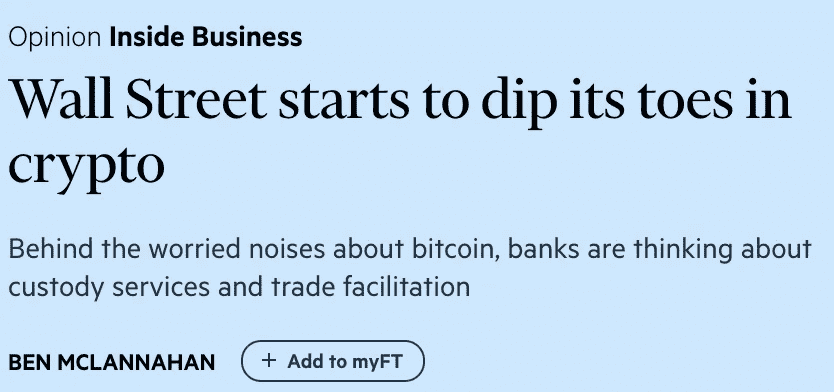 Opinion Inside Business
Wall Street starts to dip its toes in
crypto
Behind the worried noises about bitcoin, banks are thinking about
custody services and trade facilitation
BEN MCLANNAHAN + Add to myFT